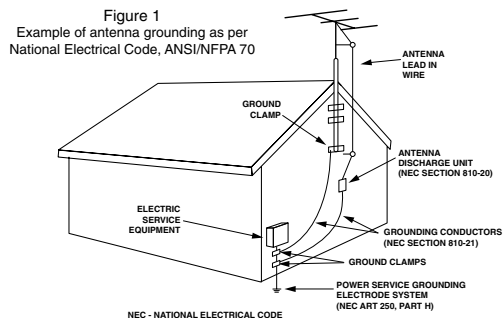 Figure 1
Example of antenna grounding as per
National Electrical Code, ANSI/NFPA 70
ANTENNA
LEAD IN
WIRE
GROUND
CLAMP
ANTENNA
DISCHARGE UNIT
(NEC SECTION 810-20)
ELECTRIC
SERVICE
EQUIPMENT
GROUNDING CONDUCTORS
(NEC SECTION 810-21)
GROUND CLAMPS
POWER SERVICE GROUNDING
ELECTRODE SYSTEM
(NEC ART 250, PART H)
NEC - NATIONAL ELECTRICAL CODE